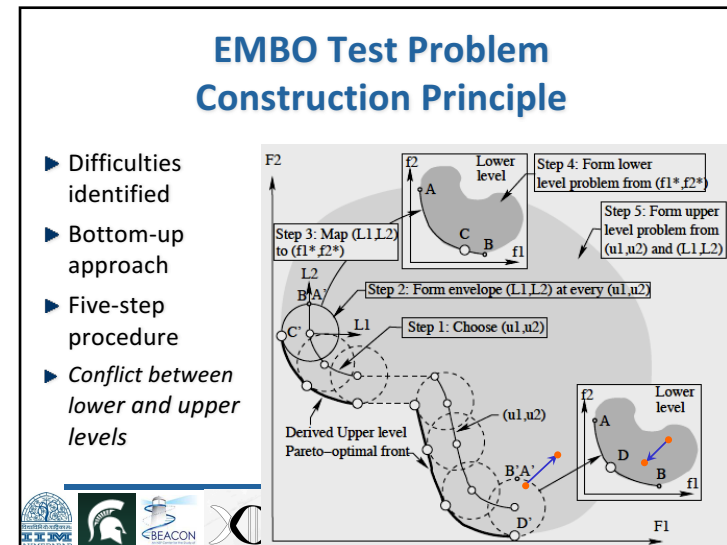 EMBO Test Problem
Construction Principle
Difficulties
identified
Bottom-up
approach
Five-step
procedure
Conflict between
lower and upper
levels
F2
f2
Lower
level
A
C
B
f1
Step 4: Form lower
level problem from (f1*,f2*)
Step 5: Form upper
level problem from
(u1,u2) and (L1,L2)
Step 3: Map (L1,L2)
to (f1*,f2*)
L2
B'A'
Step 2: Form envelope (L1,L2) at every (u1,u2)
C'
L1
Step 1: Choose (u1,u2)
(u1,u2)
Derived Upper level
Pareto-optimal front
B'A'
D'
F1
f2
Lower
level
A
D
B
f1
BEACON